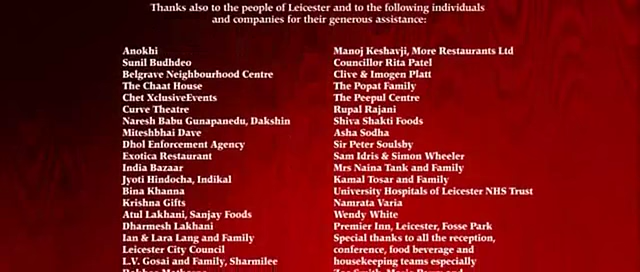 Thanks also to the people of Leicester and to the following individuals
and companies for their generous assistance:
Anokhi
Sunil Budhdeo
Belgrave Neighbourhood Centre
The Chaat House
Chet XclusiveEvents
Curve Theatre
Naresh Babu Gunapanedu, Dakshin
Miteshbhai Dave
Dhol Enforcement Agency
Exotica Restaurant
India Bazaar
Jyoti Hindocha, Indikal
Bina Khanna
Krishna Gifts
Atul Lakhani, Sanjay Foods
Dharmesh Lakhani
Ian & Lara Lang and Family
Leicester City Council
L.V. Gosai and Family, Sharmilee
Manoj Keshavji, More Restaurants Ltd
Councillor Rita Patel
Clive & Imogen Platt
The Popat Family
The Peepul Centre
Rupal Rajani
Shiva Shakti Foods
Asha Sodha
Sir Peter Soulsby
Sam Idris & Simon Wheeler
Mrs Naina Tank and Family
Kamal Tosar and Family
University Hospitals of Leicester NHS Trust
Namrata Varia
Wendy White
Premier Inn, Leicester, Fosse Park
Special thanks to all the reception,
conference, food beverage and
housekeeping teams especially